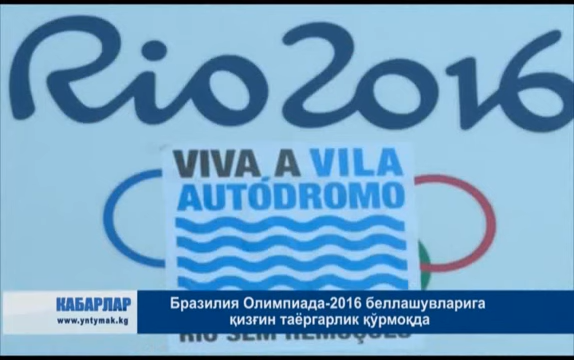 Rio2016
VIVA A VILA
AUTÓDROMO
RIO SEM REMOÇÕES
КАБАРЛАР
www.yntymak.kg
Бразилия Олимпиада-2016 беллашувларига
қизғин таёргарлик кўрмоқда